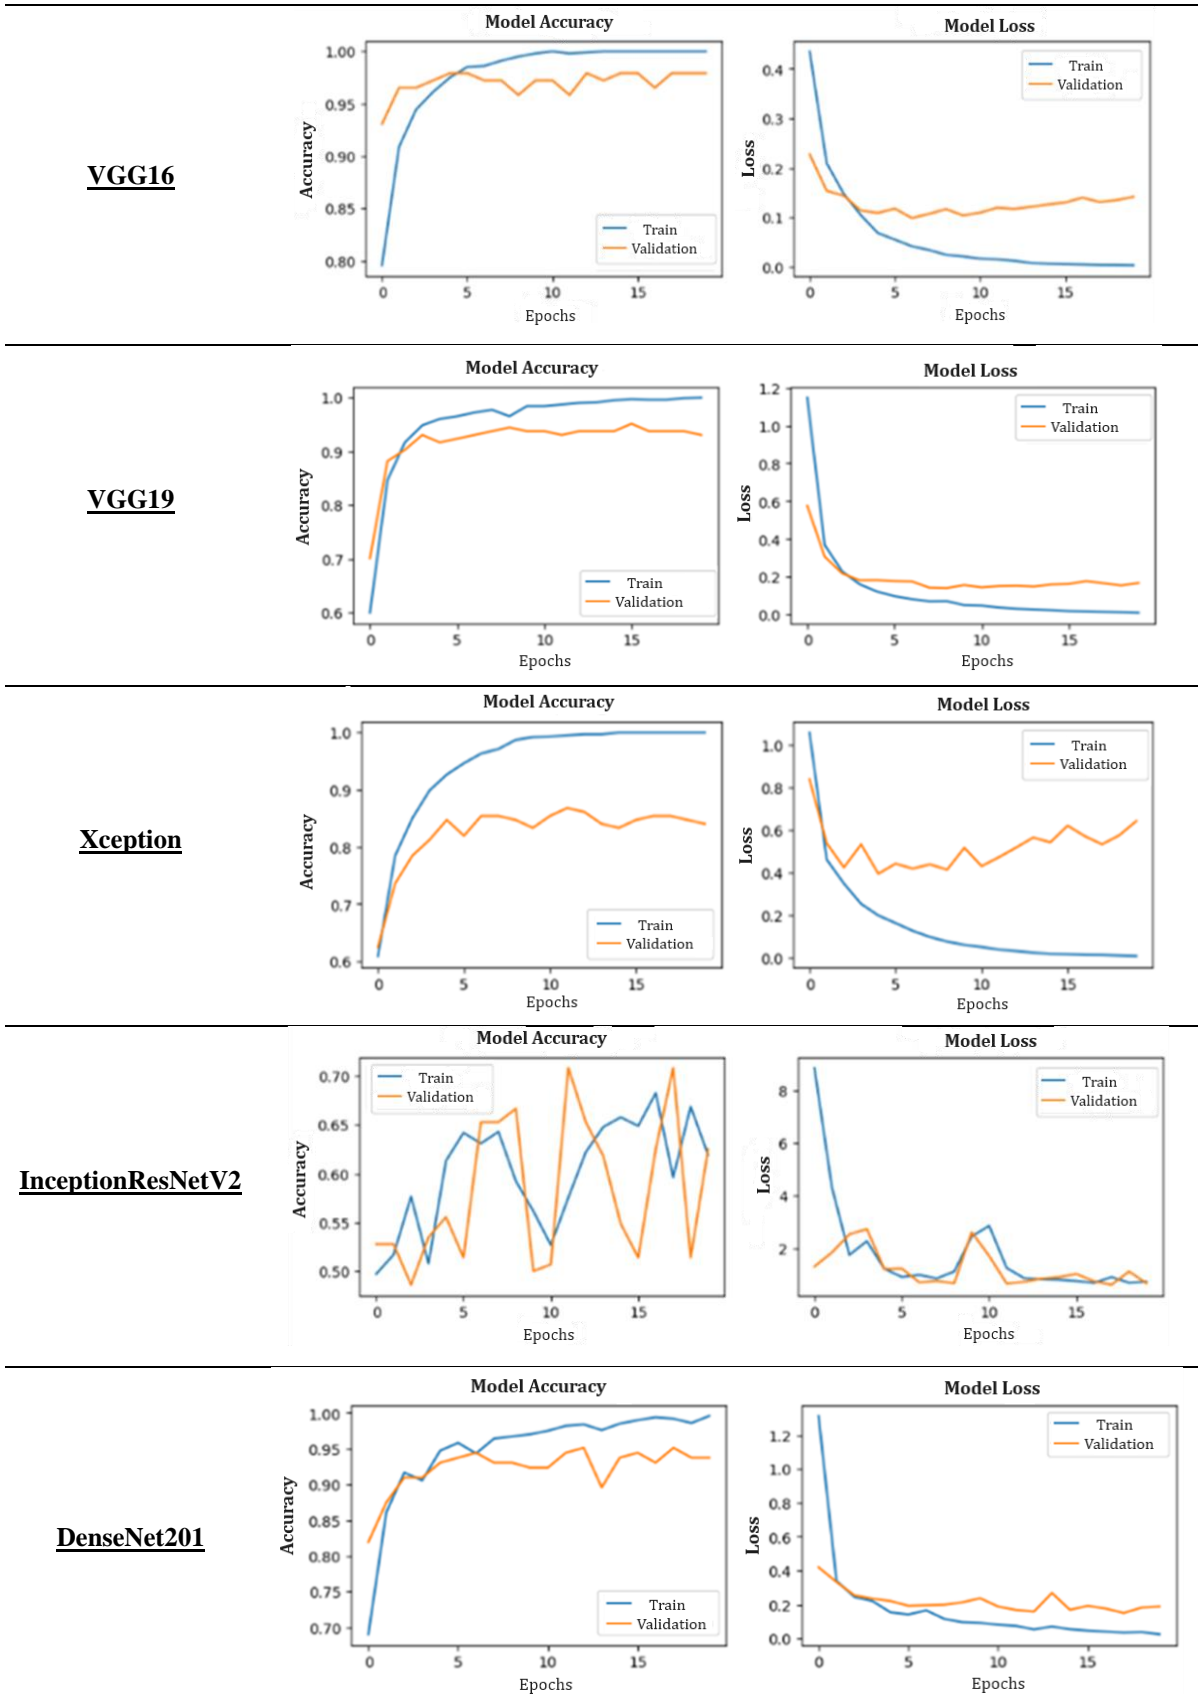 VGG16
Model Accuracy
1.00
0.95
0.90
0.85
0.80
Accuracy
Train
Validation
0 5 10 15
Epochs
Model Loss
0.4
0.3
0.2
0.1
0.0
Loss
Train
Validation
0 5 10 15
Epochs
VGG19
Model Accuracy
1.0
0.9
0.8
0.7
0.6
Accuracy
Train
Validation
0 5 10 15
Epochs
Model Loss
1.2
1.0
0.8
0.6
0.4
0.2
0.0
Loss
Train
Validation
0 5 10 15
Epochs
Xception
Model Accuracy
1.0
0.9
0.8
0.7
0.6
Accuracy
Train
Validation
0 5 10 15
Epochs
Model Loss
1.0
0.8
0.6
0.4
0.2
0.0
Loss
Train
Validation
0 5 10 15
Epochs
InceptionResNetV2
Model Accuracy
0.70
0.65
0.60
0.55
0.50
Accuracy
Train
Validation
0 5 10 15
Epochs
Model Loss
8
6
4
2
Loss
Train
Validation
0 5 10 15
Epochs
DenseNet201
Model Accuracy
1.00
0.95
0.90
0.85
0.80
0.75
0.70
Accuracy
Train
Validation
0 5 10 15
Epochs
Model Loss
1.2
1.0
0.8
0.6
0.4
0.2
0.0
Loss
Train
Validation
0 5 10 15
Epochs